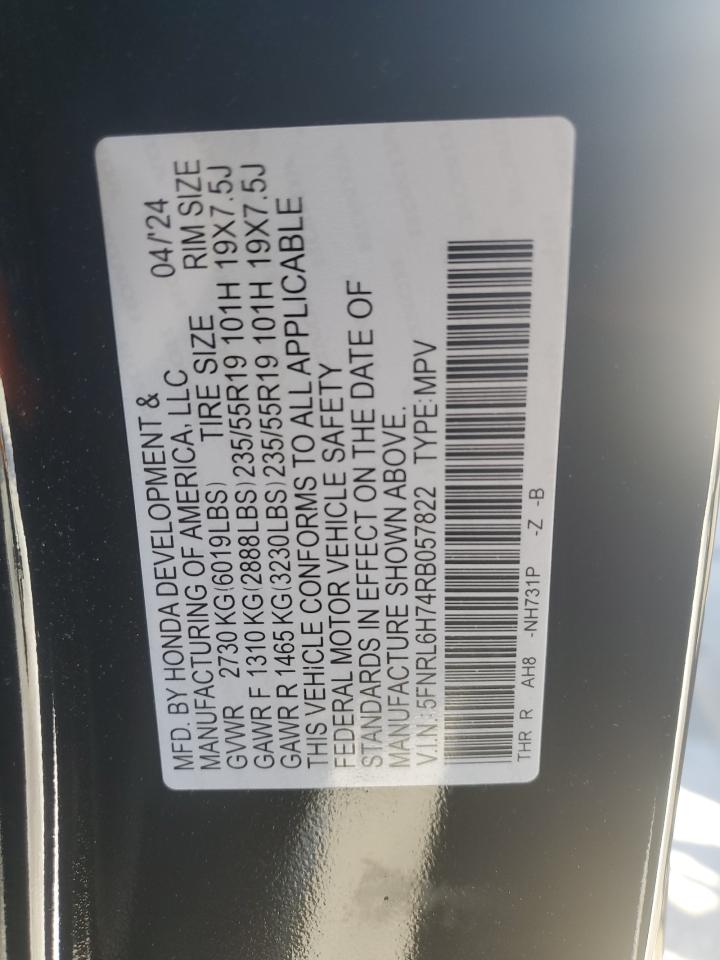 MFD. BY HONDA DEVELOPMENT &
MANUFACTURING OF AMERICA, LLC 04/'24
GVWR 2730 KG(6019LBS) TIRE SIZE RIM SIZE
GAWR F 1310 KG(2888LBS) 235/55R19 101H 19X7.5J
GAWR R 1465 KG(3230LBS) 235/55R19 101H 19X7.5J
THIS VEHICLE CONFORMS TO ALL APPLICABLE
FEDERAL MOTOR VEHICLE SAFETY
STANDARDS IN EFFECT ON THE DATE OF
MANUFACTURE SHOWN ABOVE.
V.I.N.: 5FNRL6H74RB057822 TYPE: MPV
THR R AH8 -NH731P -Z -B